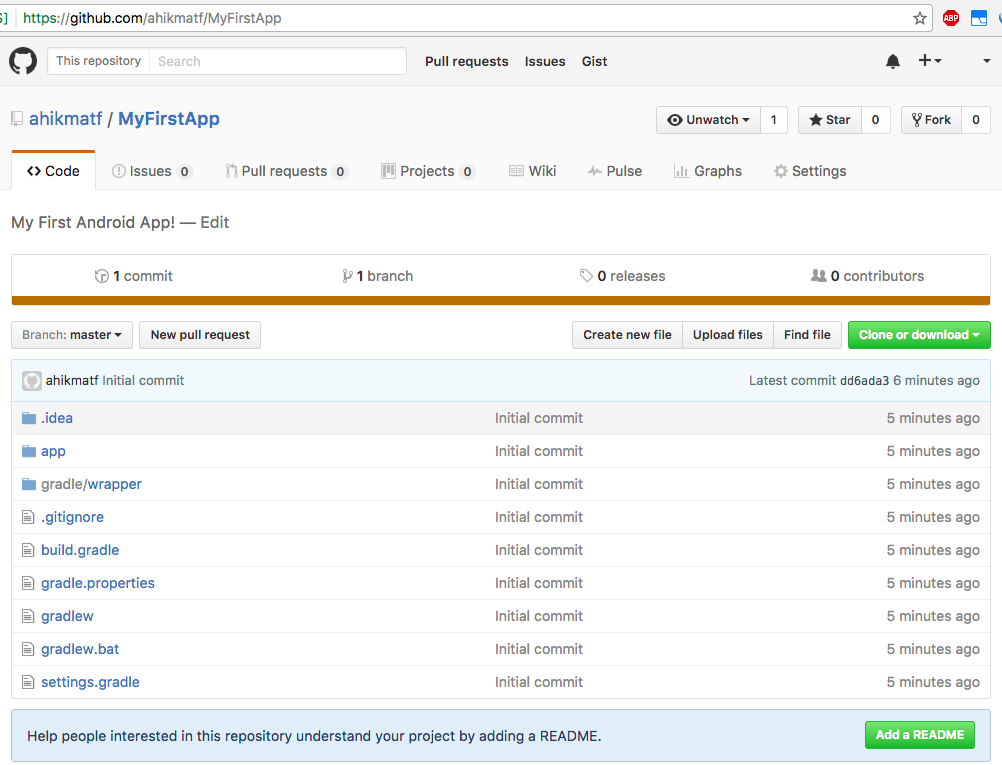 https://github.com/ahikmatf/MyFirstApp ABP
This repository Search Pull requests Issues Gist
ahikmatf / MyFirstApp Unwatch 1 Star 0 Fork 0
Code Issues 0 Pull requests 0 Projects 0 Wiki Pulse Graphs Settings
My First Android App! — Edit
1 commit 1 branch 0 releases 0 contributors
Branch: master New pull request Create new file Upload files Find file Clone or download
ahikmatf Initial commit Latest commit dd6ada3 6 minutes ago
.idea Initial commit 5 minutes ago
app Initial commit 5 minutes ago
gradle/wrapper Initial commit 5 minutes ago
.gitignore Initial commit 5 minutes ago
build.gradle Initial commit 5 minutes ago
gradle.properties Initial commit 5 minutes ago
gradlew Initial commit 5 minutes ago
gradlew.bat Initial commit 5 minutes ago
settings.gradle Initial commit 5 minutes ago
Help people interested in this repository understand your project by adding a README. Add a README